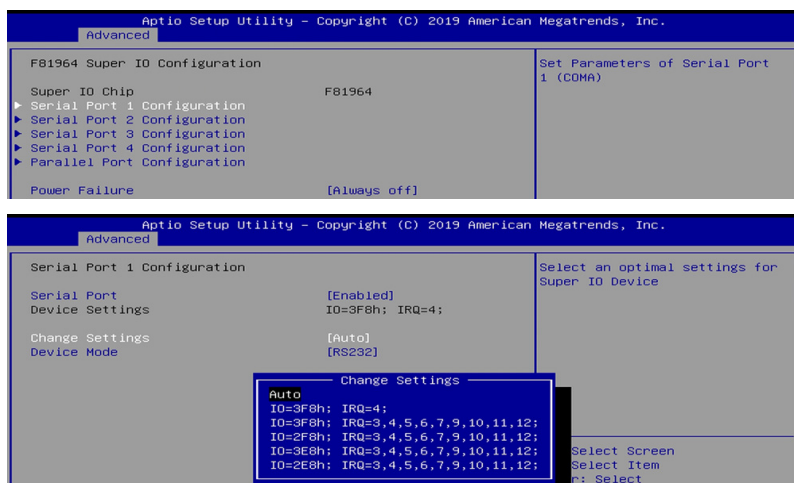 Aptio Setup Utility – Copyright (C) 2019 American Megatrends, Inc.
Advanced
F81964 Super IO Configuration
Super IO Chip F81964
Serial Port 1 Configuration
Serial Port 2 Configuration
Serial Port 3 Configuration
Serial Port 4 Configuration
Parallel Port Configuration
Power Failure [Always off]
Set Parameters of Serial Port
1 (COMA)
Aptio Setup Utility – Copyright (C) 2019 American Megatrends, Inc.
Advanced
Serial Port 1 Configuration
Serial Port [Enabled]
Device Settings IO=3F8h; IRQ=4;
Change Settings [Auto]
Device Mode [RS232]
Select an optimal settings for
Super IO Device
Change Settings
Auto
IO=3F8h; IRQ=4;
IO=3F8h; IRQ=3,4,5,6,7,9,10,11,12;
IO=2F8h; IRQ=3,4,5,6,7,9,10,11,12;
IO=3E8h; IRQ=3,4,5,6,7,9,10,11,12;
IO=2E8h; IRQ=3,4,5,6,7,9,10,11,12;
Select Screen
Select Item
r: Select